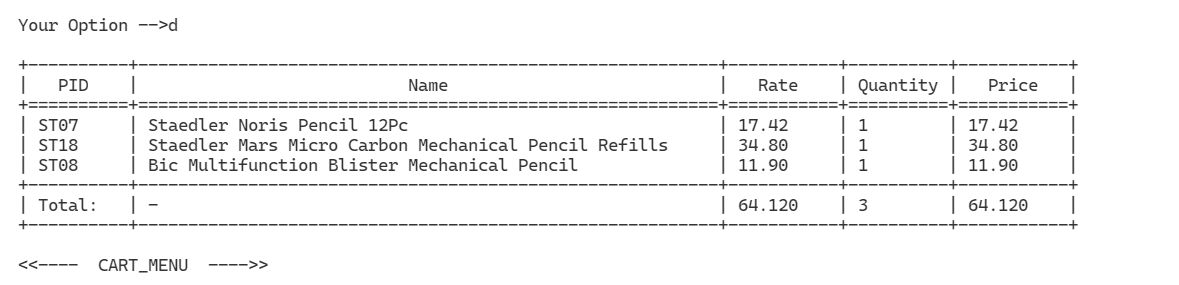 Your Option -->d
+----------+----------------------------------------------------------+-----------+----------+-----------+
|   PID    |                           Name                           |   Rate    | Quantity |   Price   |
+==========+==========================================================+===========+==========+===========+
| ST07     | Staedler Noris Pencil 12Pc                               | 17.42     | 1        | 17.42     |
| ST18     | Staedler Mars Micro Carbon Mechanical Pencil Refills     | 34.80     | 1        | 34.80     |
| ST08     | Bic Multifunction Blister Mechanical Pencil              | 11.90     | 1        | 11.90     |
+----------+----------------------------------------------------------+-----------+----------+-----------+
| Total:   | -                                                        | 64.120    | 3        | 64.120    |
+----------+----------------------------------------------------------+-----------+----------+-----------+
<<----  CART_MENU  ---->>